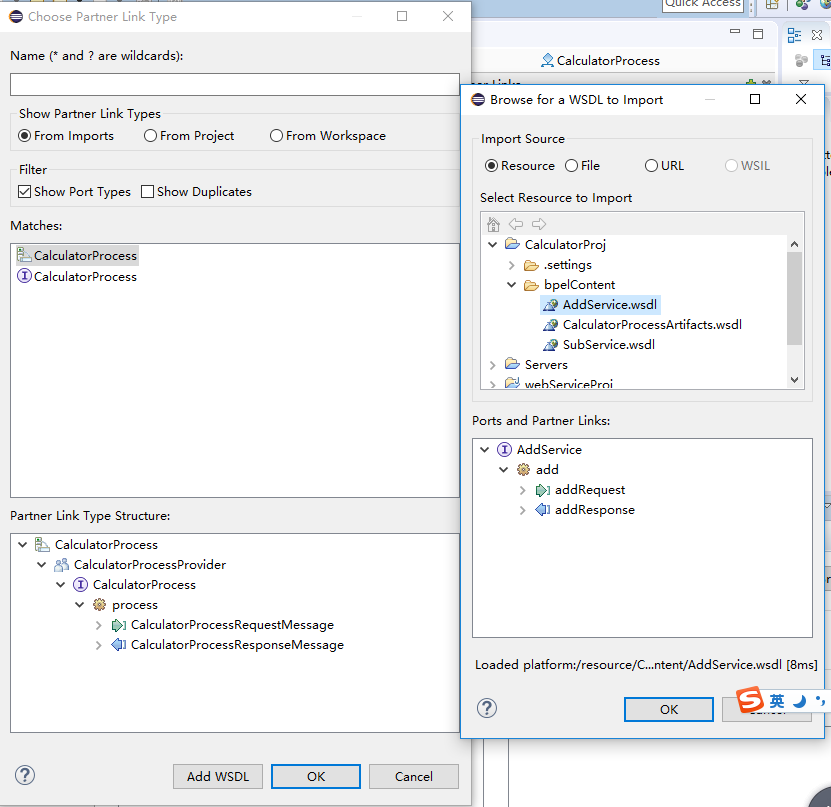 Choose Partner Link Type
Name (* and ? are wildcards):
Show Partner Link Types
From Imports
From Project
From Workspace
Filter
Show Port Types
Show Duplicates
Matches:
CalculatorProcess
CalculatorProcess
Partner Link Type Structure:
CalculatorProcess
CalculatorProcessProvider
CalculatorProcess
process
CalculatorProcessRequestMessage
CalculatorProcessResponseMessage
Add WSDL
OK
Cancel
Quick Access
CalculatorProcess
Browse for a WSDL to Import
Import Source
Resource
File
URL
WSIL
Select Resource to Import
CalculatorProj
.settings
bpelContent
AddService.wsdl
CalculatorProcessArtifacts.wsdl
SubService.wsdl
Servers
webServiceProj
Ports and Partner Links:
AddService
add
addRequest
addResponse
Loaded platform:/resource/C...ntent/AddService.wsdl [8ms]
OK
英